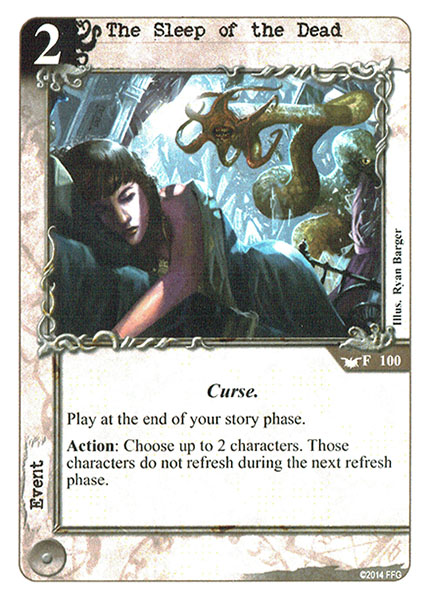 2
The Sleep of the Dead
Illus. Ryan Barger
F 100
Curse.
Play at the end of your story phase.
Action: Choose up to 2 characters. Those
characters do not refresh during the next refresh
phase.
Event
©2014 FFG